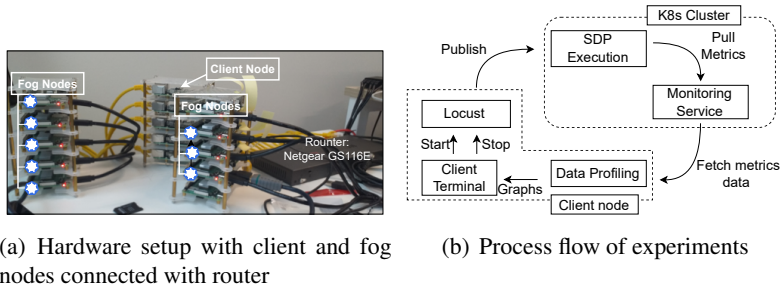 Client Node
Fog Nodes
Fog Nodes
Rounter:
Netgear GS116E
K8s Cluster
SDP
Execution
Pull
Metrics
Publish
Monitoring
Service
Locust
Start
Stop
Client
Terminal
Graphs
Data Profiling
Fetch metrics
data
Client node
(a) Hardware setup with client and fog
nodes connected with router
(b) Process flow of experiments